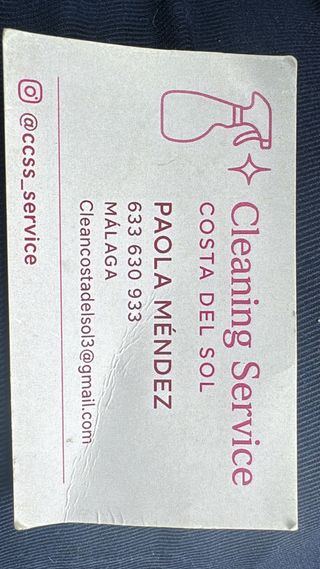 Cleaning Service
COSTA DEL SOL
PAOLA MÉNDEZ
633 630 933
MÁLAGA
Cleancostadelsol3@gmail.com
@ccss_service